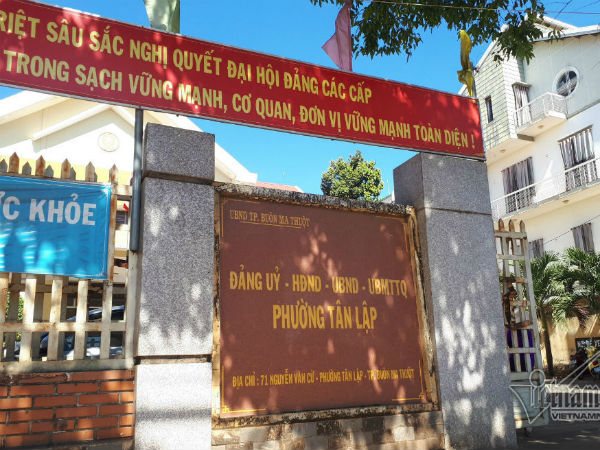 RIỆT SÂU SẮC NGHỊ QUYẾT ĐẠI HỘI ĐẢNG CÁC CẤP
TRONG SẠCH VỮNG MẠNH, CƠ QUAN, ĐƠN VỊ VỮNG MẠNH TOÀN DIỆN !
ỨC KHỎE
UBND TP. BUÔN MA THUỘT
ĐẢNG UỶ - HĐND - UBND - UBMTTQ
PHƯỜNG TÂN LẬP
ĐỊA CHỈ : 71 NGUYỄN VĂN CỪ - PHƯỜNG TÂN LẬP - TP. BUÔN MA THUỘT
Vietnam
VIETNAMN